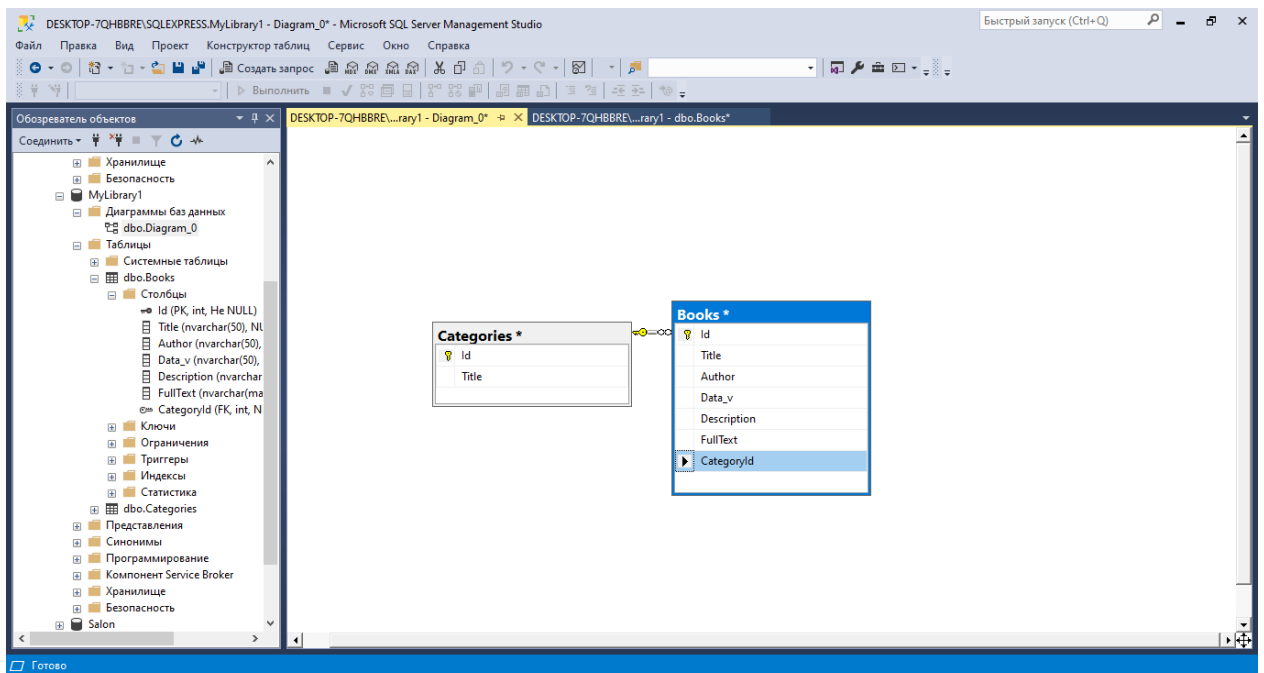 DESKTOP-7QHBBRE\SQLEXPRESS.MyLibrary1 - Diagram_0* - Microsoft SQL Server Management Studio
Быстрый запуск (Ctrl+Q)
Файл Правка Вид Проект Конструктор таблиц Сервис Окно Справка
Создать запрос
Выполнить
Обозреватель объектов
DESKTOP-7QHBBRE\...rary1 - Diagram_0* DESKTOP-7QHBBRE\...rary1 - dbo.Books*
Соединить
Хранилище
Безопасность
MyLibrary1
Диаграммы баз данных
dbo.Diagram_0
Таблицы
Системные таблицы
dbo.Books
Столбцы
Id (PK, int, Не NULL)
Title (nvarchar(50), NL
Author (nvarchar(50),
Data_v (nvarchar(50),
Description (nvarchar
FullText (nvarchar(ma
CategoryId (FK, int, N
Ключи
Ограничения
Триггеры
Индексы
Статистика
dbo.Categories
Представления
Синонимы
Программирование
Компонент Service Broker
Хранилище
Безопасность
Salon
Categories *
Id
Title
Books *
Id
Title
Author
Data_v
Description
FullText
CategoryId
Готово